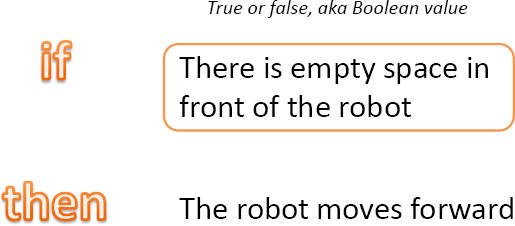 True or false, aka Boolean value
if There is empty space in
front of the robot
then The robot moves forward